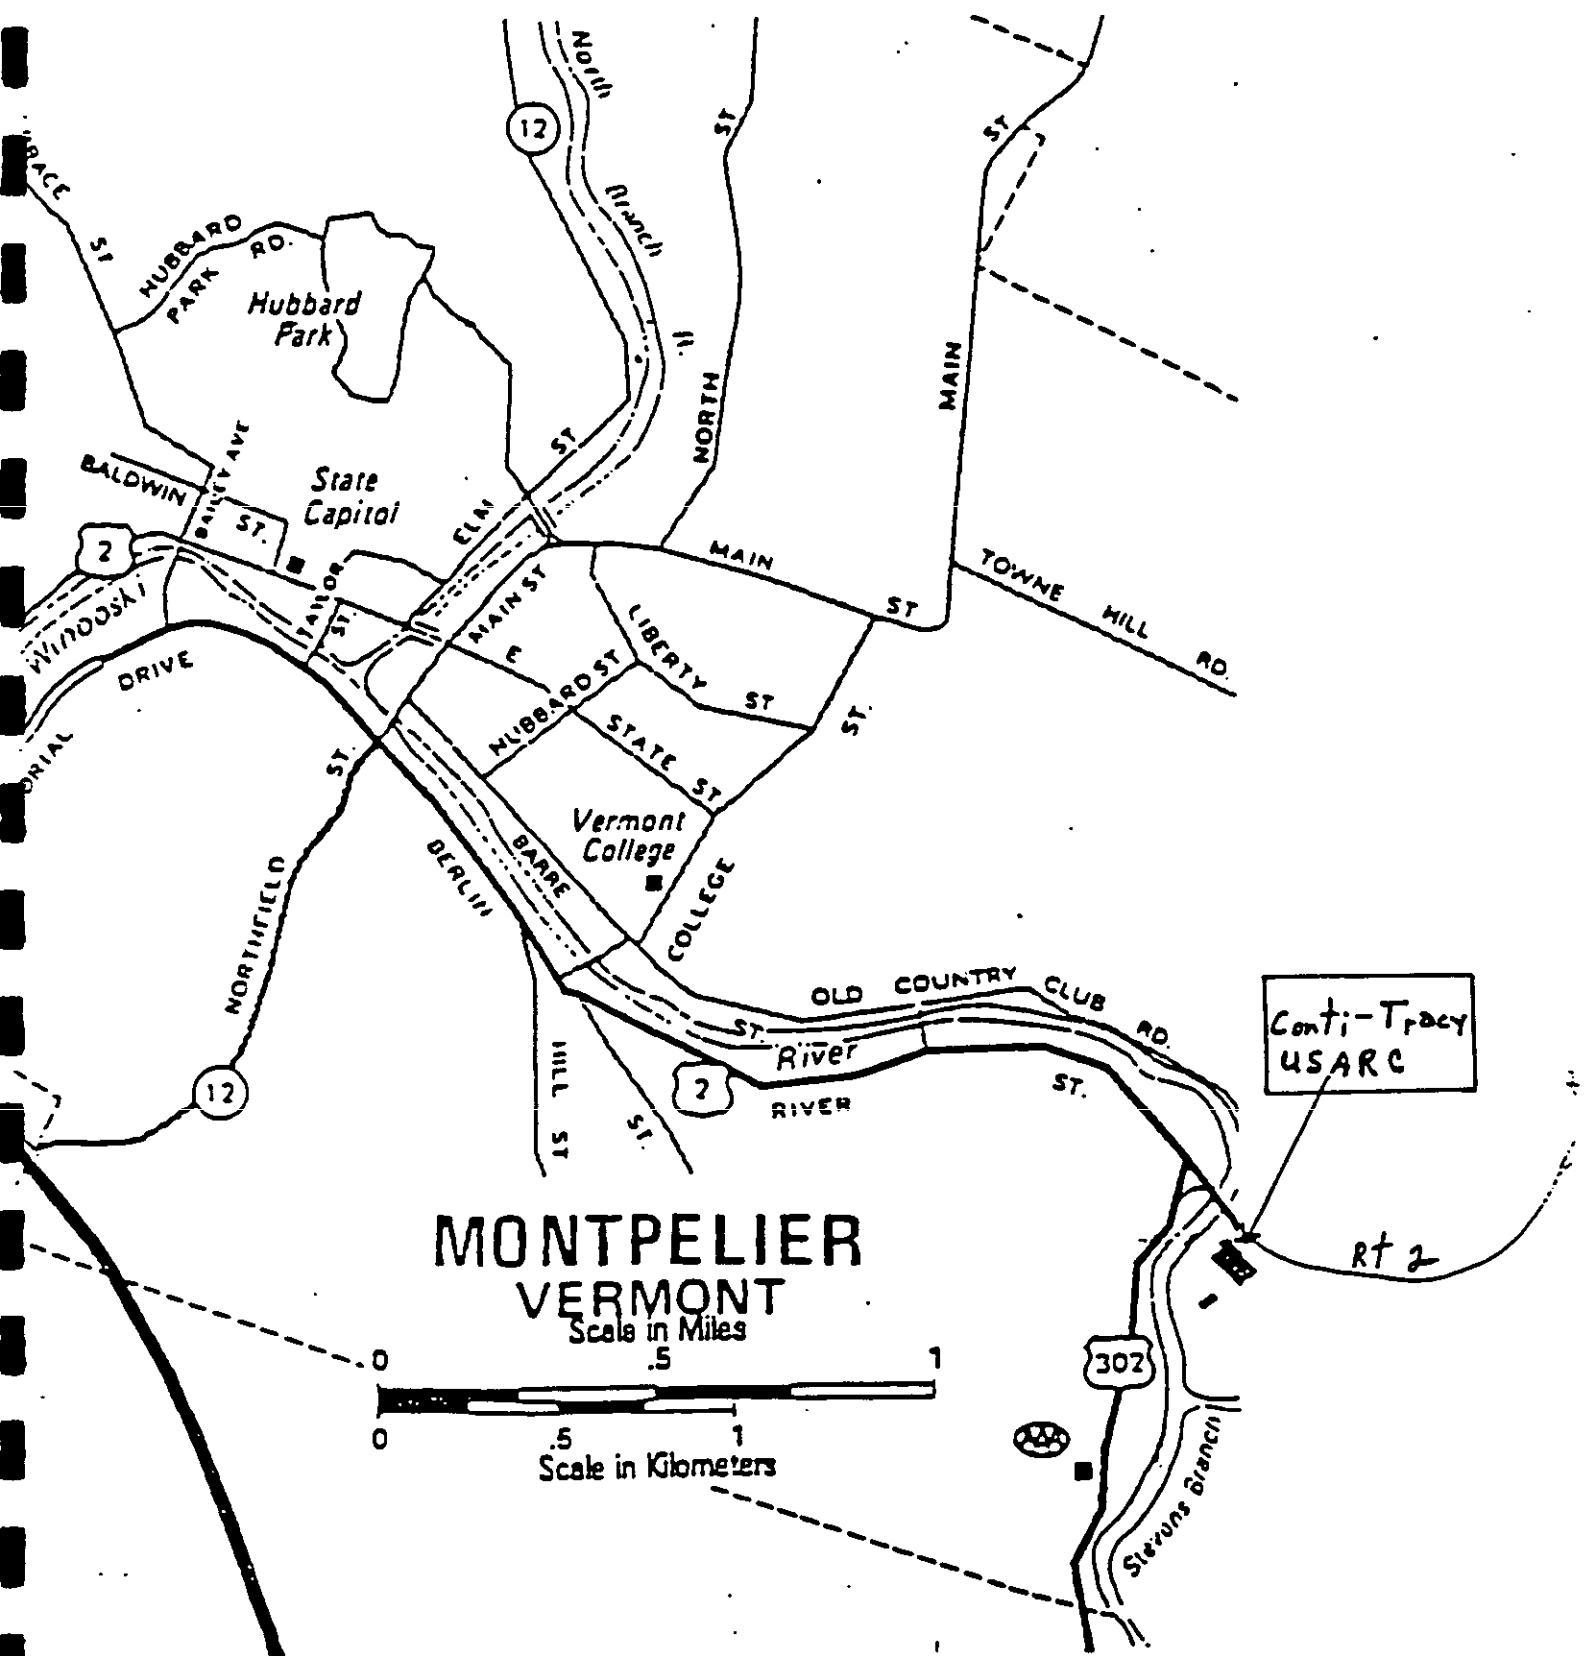 North
12
ST
ST
ST
HUBBARD
PARK RD.
Branch
Hubbard
Park
R.
NORTH
MAIN
ST
BALDWIN
ST.
BAILEY AVE
State
Capitol
ELM
2
MAIN
ST
TOWNE HILL RD.
Winooski
TAYLOR
ST.
MAIN ST
E
LIBERTY
ST
HUBBARD ST
STATE
ST
ST.
DRIVE
ST.
Vermont
College
BERLIN
BARRE
COLLEGE
NORTHFIELD
OLD COUNTRY CLUB RD.
ST.
River
Conti-Tracy
USARC
12
HILL
ST
ST.
2
RIVER
ST.
MONTPELIER
VERMONT
Rt 2
Scale in Miles
0 .5 1
0 .5 1
Scale in Kilometers
302
Stevens Branch